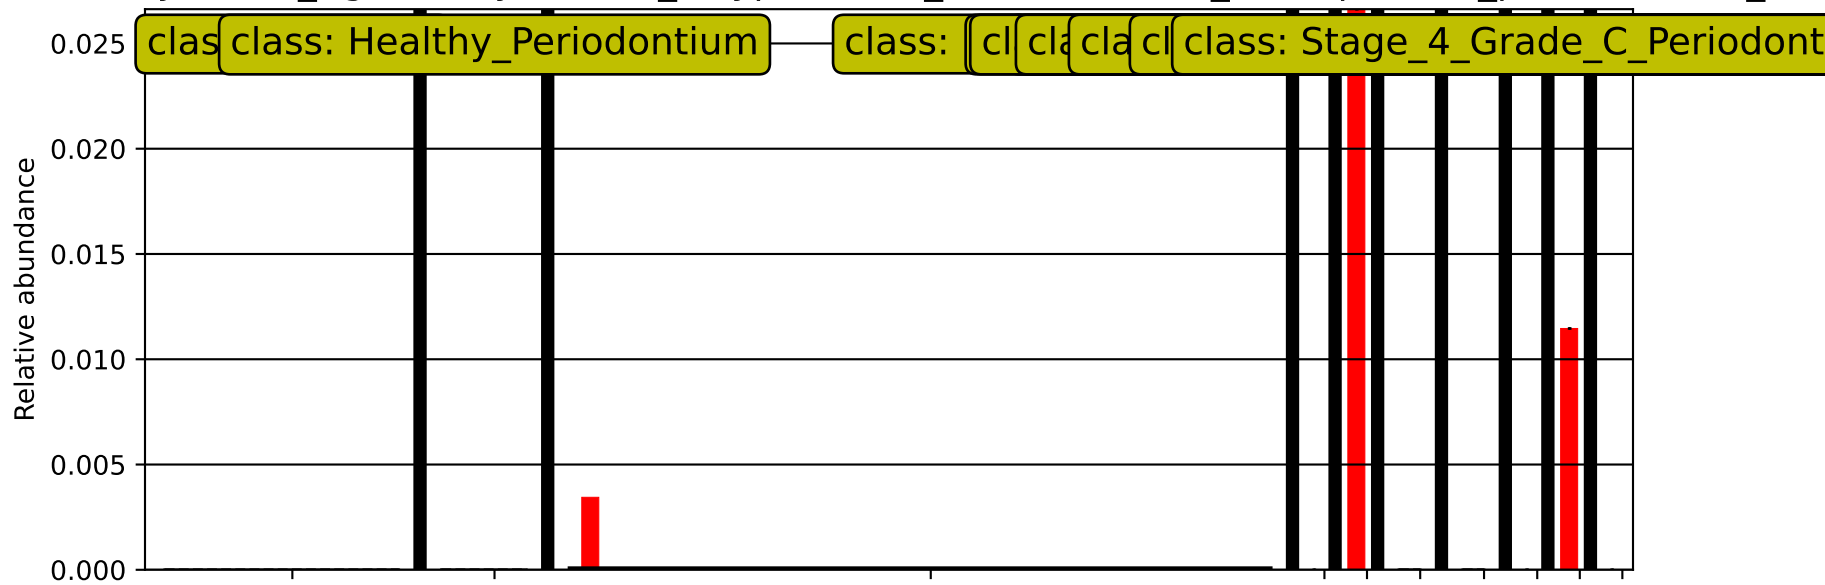 0.025
clas
class: Healthy_Periodontium
class:
cl
cla
cla
cl
class: Stage_4_Grade_C_Periodont
0.020
0.015
0.010
0.005
0.000
Relative abundance